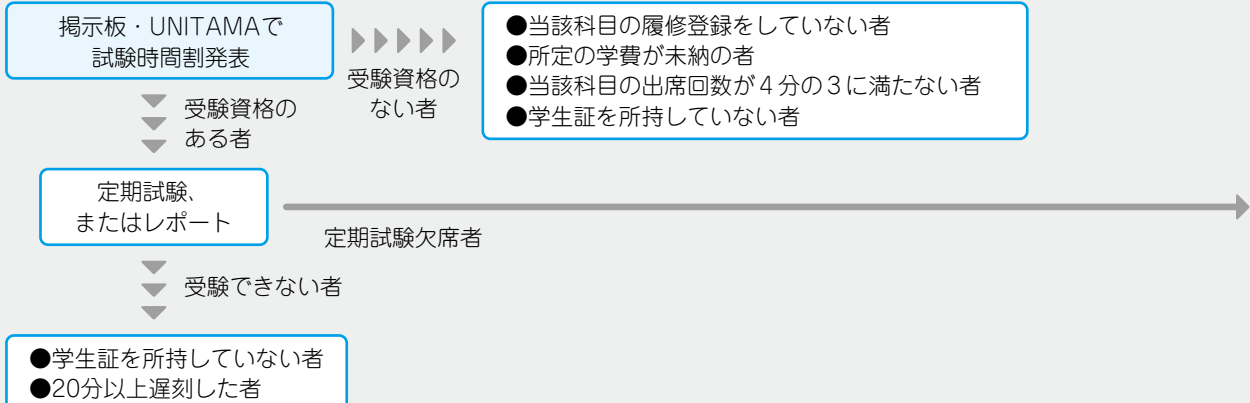 掲示板・UNITAMAで
試験時間割発表
受験資格の
ない者
●当該科目の履修登録をしていない者
●所定の学費が未納の者
●当該科目の出席回数が４分の３に満たない者
●学生証を所持していない者
受験資格の
ある者
定期試験、
またはレポート
定期試験欠席者
受験できない者
●学生証を所持していない者
●20分以上遅刻した者